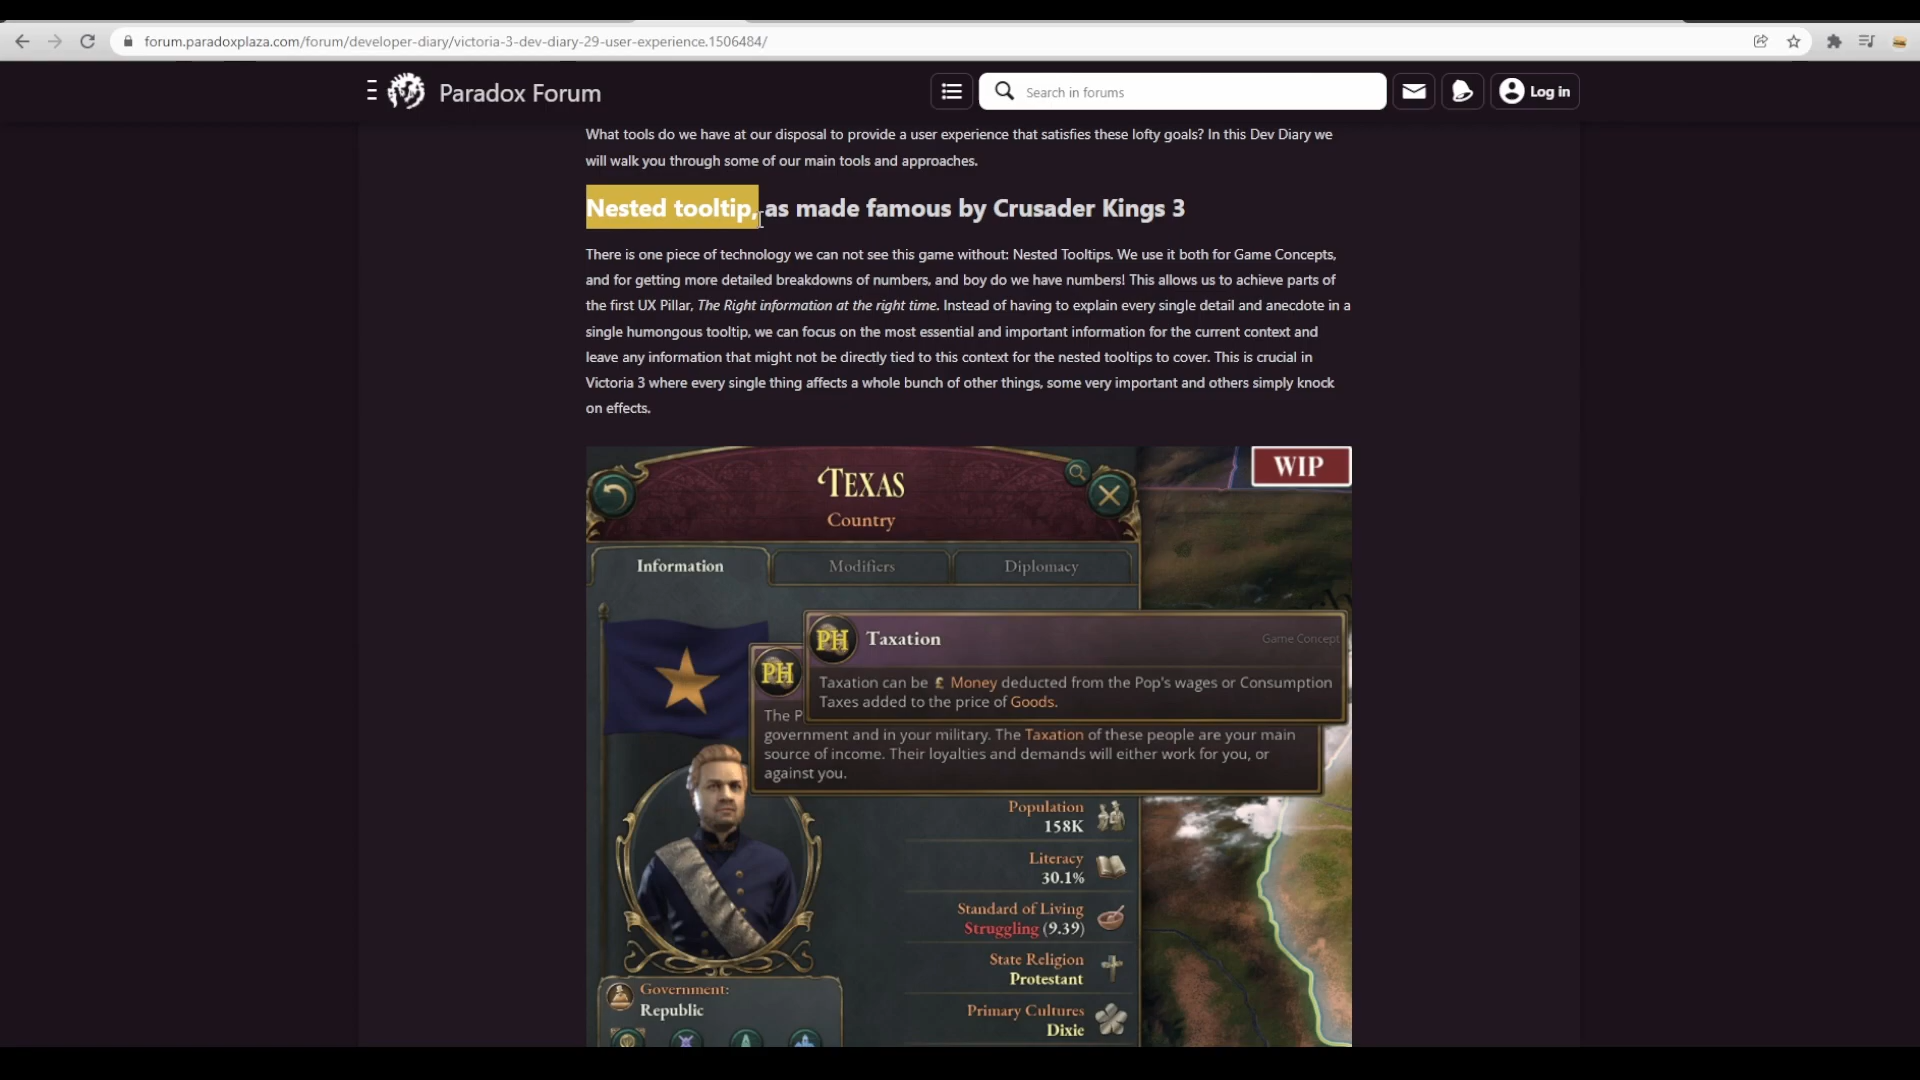 forum.paradoxplaza.com/forum/developer-diary/victoria-3-dev-diary-29-user-experience.1506484/
Paradox Forum
Search in forums
Log in
What tools do we have at our disposal to provide a user experience that satisfies these lofty goals? In this Dev Diary we
will walk you through some of our main tools and approaches.
Nested tooltip, as made famous by Crusader Kings 3
There is one piece of technology we can not see this game without: Nested Tooltips. We use it both for Game Concepts,
and for getting more detailed breakdowns of numbers, and boy do we have numbers! This allows us to achieve parts of
the first UX Pillar, The Right information at the right time. Instead of having to explain every single detail and anecdote in a
single humongous tooltip, we can focus on the most essential and important information for the current context and
leave any information that might not be directly tied to this context for the nested tooltips to cover. This is crucial in
Victoria 3 where every single thing affects a whole bunch of other things, some very important and others simply knock
on effects.
WIP
TEXAS
Country
Information
Modifiers
Diplomacy
PH Taxation
Game Concept
Taxation can be £ Money deducted from the Pop's wages or Consumption
Taxes added to the price of Goods.
PH
The P
government and in your military. The Taxation of these people are your main
source of income. Their loyalties and demands will either work for you, or
against you.
Population
158K
Literacy
30.1%
Standard of Living
Struggling (9.39)
State Religion
Protestant
Primary Cultures
Dixie
Government:
Republic